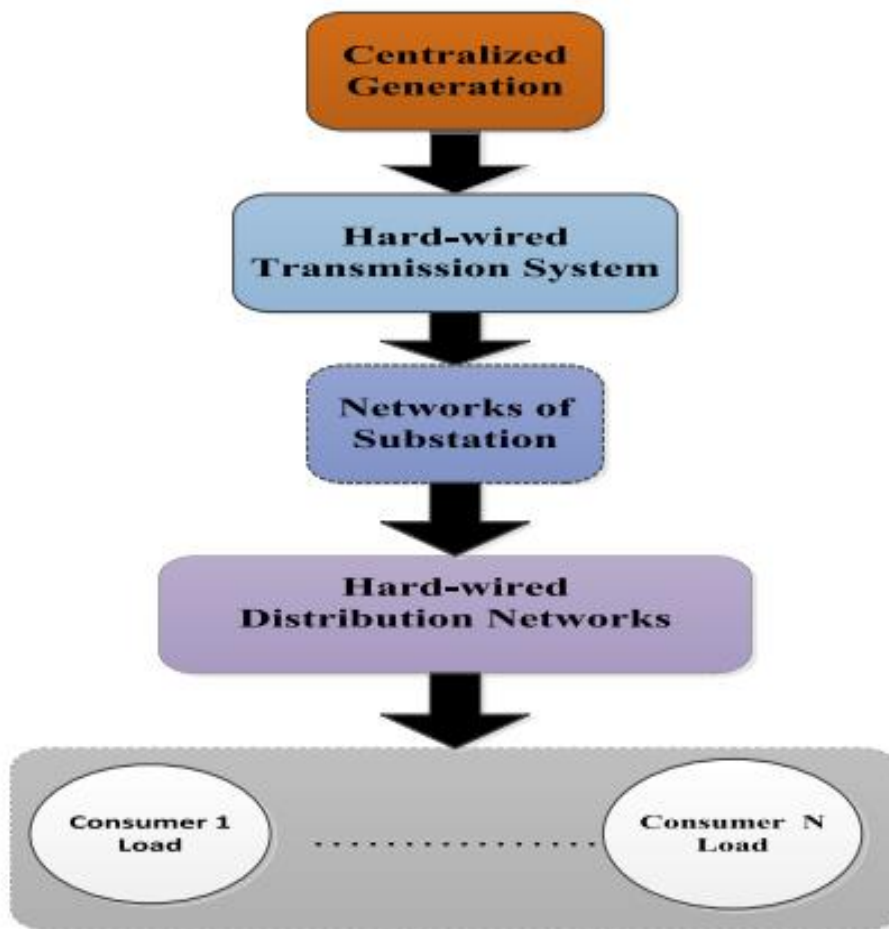 Centralized
Generation
Hard-wired
Transmission System
Networks of
Substation
Hard-wired
Distribution Networks
Consumer 1
Load
................
Consumer N
Load